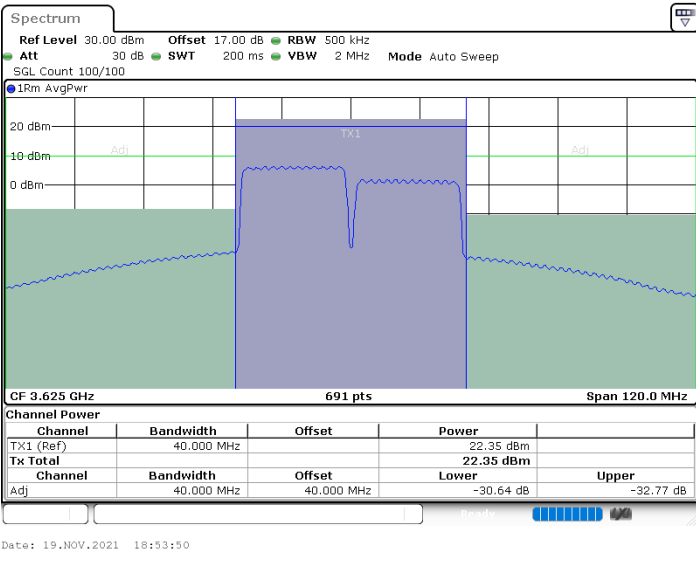 Spectrum
Ref Level 30.00 dBm Offset 17.00 dB RBW 500 kHz
Att 30 dB SWT 200 ms VBW 2 MHz Mode Auto Sweep
SGL Count 100/100
1Rm AvgPwr
20 dBm
TX1
Adj Adj
10 dBm
0 dBm
CF 3.625 GHz 691 pts Span 120.0 MHz
Channel Power
Channel Bandwidth Offset Power
TX1 (Ref) 40.000 MHz 22.35 dBm
Tx Total 22.35 dBm
Channel Bandwidth Offset Lower Upper
Adj 40.000 MHz 40.000 MHz -30.64 dB -32.77 dB
Ready
Date: 19.NOV.2021 18:53:50